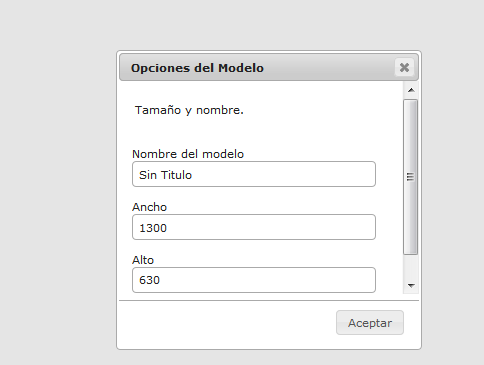 Opciones del Modelo
Tamaño y nombre.
Nombre del modelo
Sin Titulo
Ancho
1300
Alto
630
Aceptar